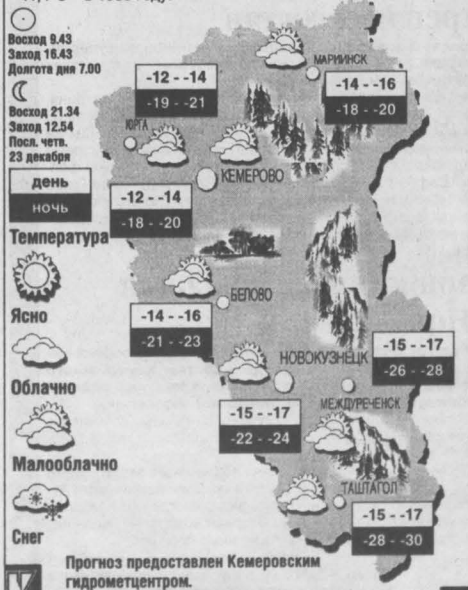 Восход 9.43
Заход 16.43
Долгота дня 7.00
Восход 21.34
Заход 12.54
Посл. четв.
23 декабря
день
ночь
Температура
Ясно
Облачно
Малооблачно
Снег
МАРИИНСК
-14 - -16
-18 - -20
-12 - -14
-19 - -21
ЮРГА
КЕМЕРОВО
-12 - -14
-18 - -20
БЕЛОВО
-14 - -16
-21 - -23
НОВОКУЗНЕЦК
-15 - -17
-22 - -24
-15 - -17
-26 - -28
МЕЖДУРЕЧЕНСК
ТАШТАГОЛ
-15 - -17
-28 - -30
Прогноз предоставлен Кемеровским
гидрометцентром.